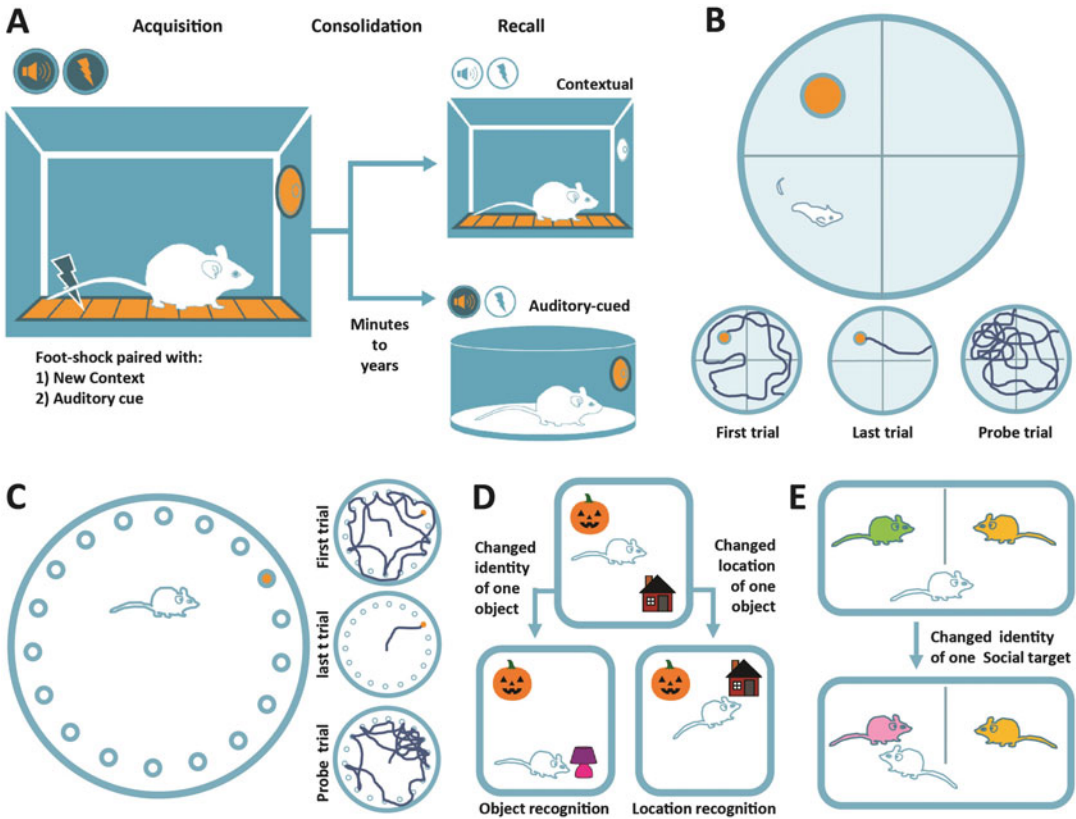 A
Acquisition
Consolidation
Recall
Contextual
Auditory-cued
Minutes
to
years
Foot-shock paired with:
1) New Context
2) Auditory cue
B
First trial
Last trial
Probe trial
C
First trial
last t trial
Probe trial
D
Changed
identity
of one
object
Changed
location
of one
object
Object recognition
Location recognition
E
Changed identity
of one Social target